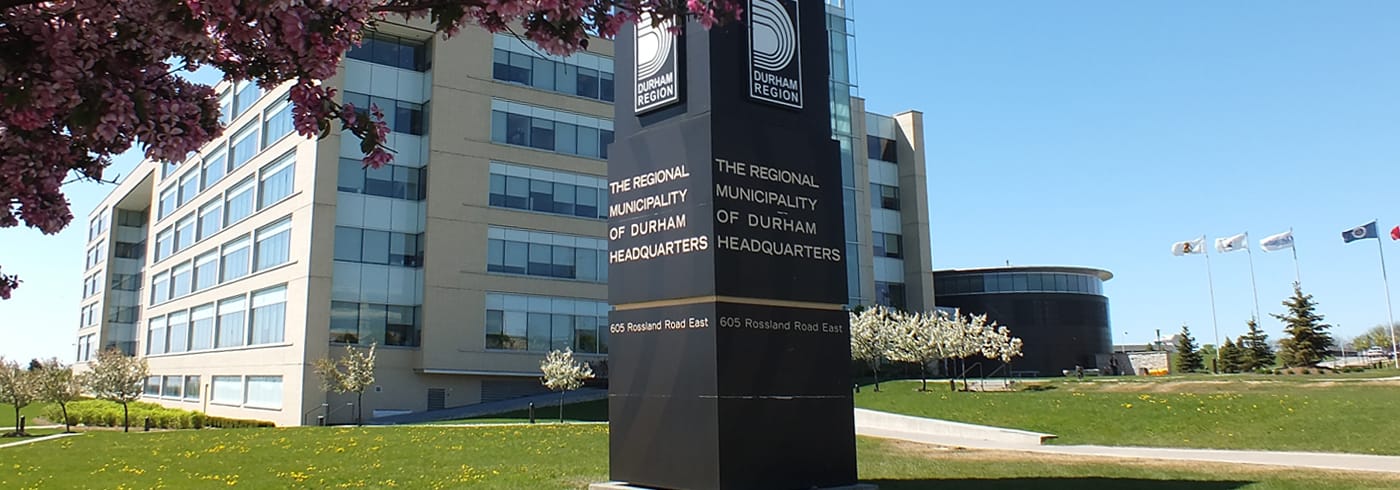 DURHAM
REGION
THE REGIONAL
MUNICIPALITY
OF DURHAM
HEADQUARTERS
605 Rossland Road East
DURHAM
REGION
THE REGIONAL
MUNICIPALITY
OF DURHAM
HEADQUARTERS
605 Rossland Road East